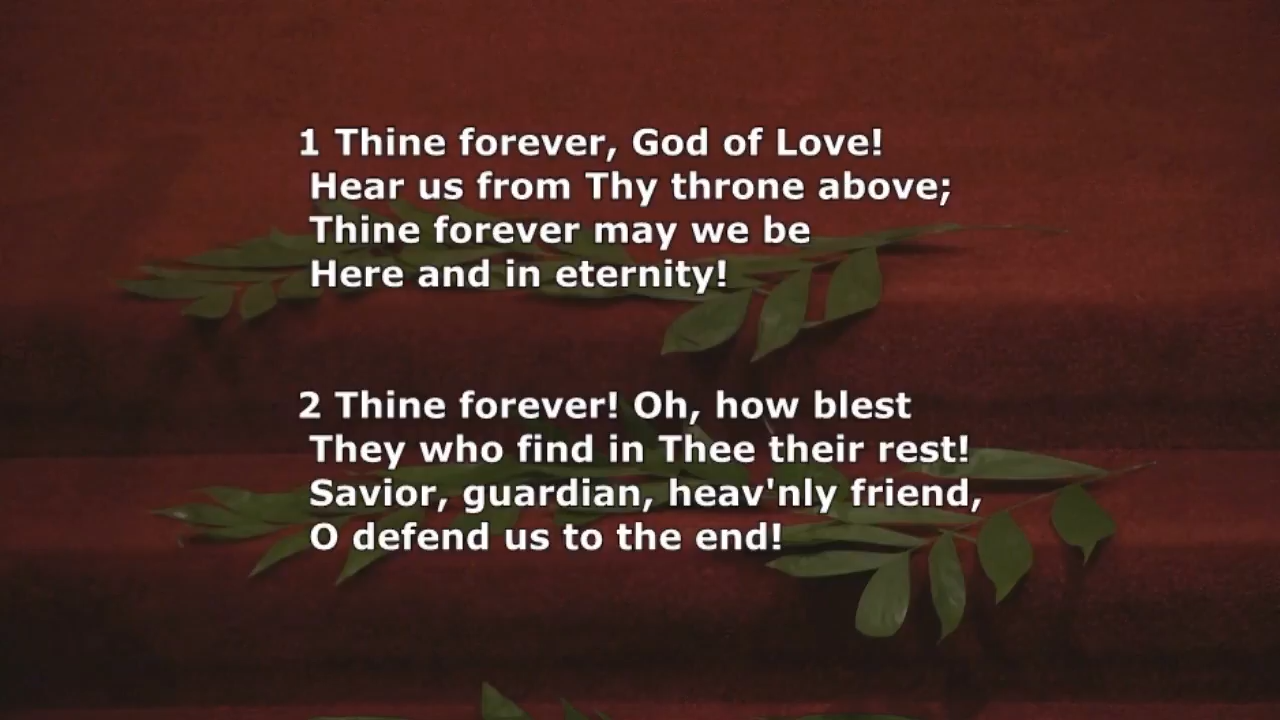 1 Thine forever, God of Love!
Hear us from Thy throne above;
Thine forever may we be
Here and in eternity!
2 Thine forever! Oh, how blest
They who find in Thee their rest!
Savior, guardian, heav'nly friend,
O defend us to the end!